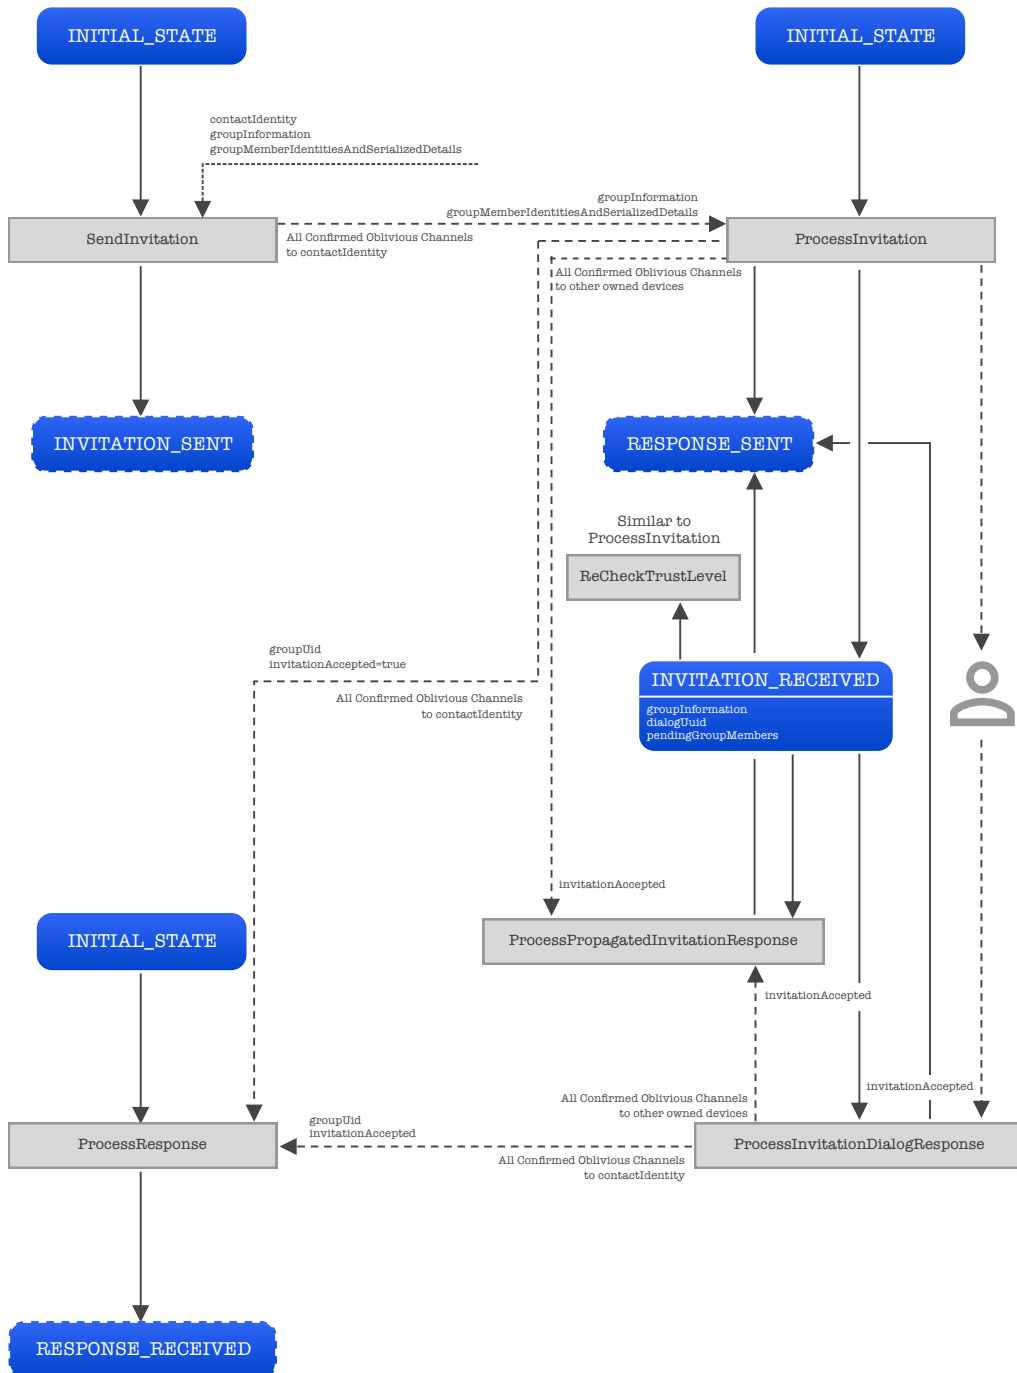 INITIAL_STATE
INITIAL_STATE
contactIdentity
groupInformation
groupMemberIdentitiesAndSerializedDetails
groupInformation
groupMemberIdentitiesAndSerializedDetails
SendInvitation
All Confirmed Oblivious Channels
to contactIdentity
ProcessInvitation
All Confirmed Oblivious Channels
to other owned devices
INVITATION_SENT
RESPONSE_SENT
Similar to
ProcessInvitation
ReCheckTrustLevel
groupUid
invitationAccepted=true
All Confirmed Oblivious Channels
to contactIdentity
INVITATION_RECEIVED
groupInformation
dialogUuid
pendingGroupMembers
invitationAccepted
INITIAL_STATE
ProcessPropagatedInvitationResponse
invitationAccepted
invitationAccepted
All Confirmed Oblivious Channels
to other owned devices
groupUid
invitationAccepted
ProcessResponse
ProcessInvitationDialogResponse
All Confirmed Oblivious Channels
to contactIdentity
RESPONSE_RECEIVED